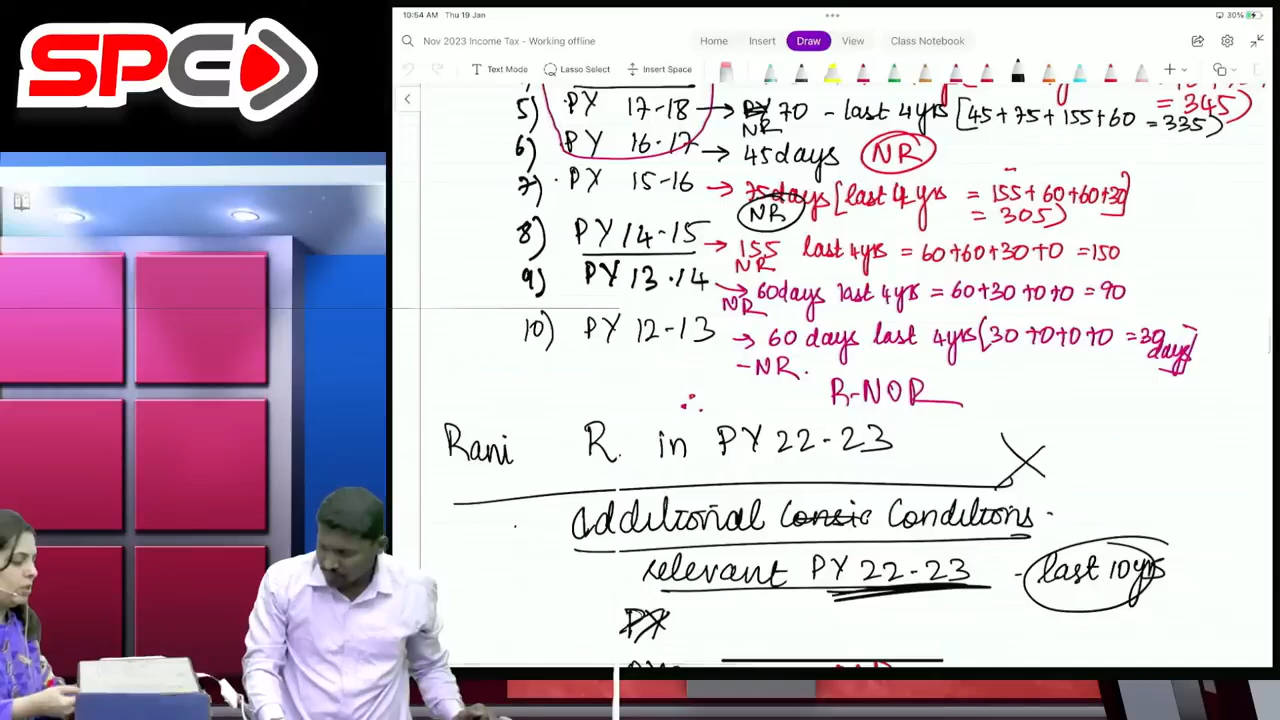 SPE
10:54 AM Thu 19 Jan
30%
Nov 2023 Income Tax - Working offline
Home Insert Draw View Class Notebook
Text Mode Lasso Select Insert Space
= 345)
5) PY 17-18 → 70 - last 4yrs [45+75+155+60 = 335)
NR
6) PY 16-17 → 45days NR
7) PY 15-16 → 75days [last 4 yrs = 155+60+60+30]
NR = 305)
8) PY 14-15 → 155 last 4yrs = 60+60+30+0 = 150
NR
9) PY 13-14 → 60days last 4yrs = 60+30+0+0 = 90
NR
10) PY 12-13 → 60 days last 4yrs (30+0+0+0 = 30 days]
- NR.
∴ R-NOR
Rani R. in PY 22-23 X
additional Conditions
relevant PY 22-23 - last 10yrs
PY